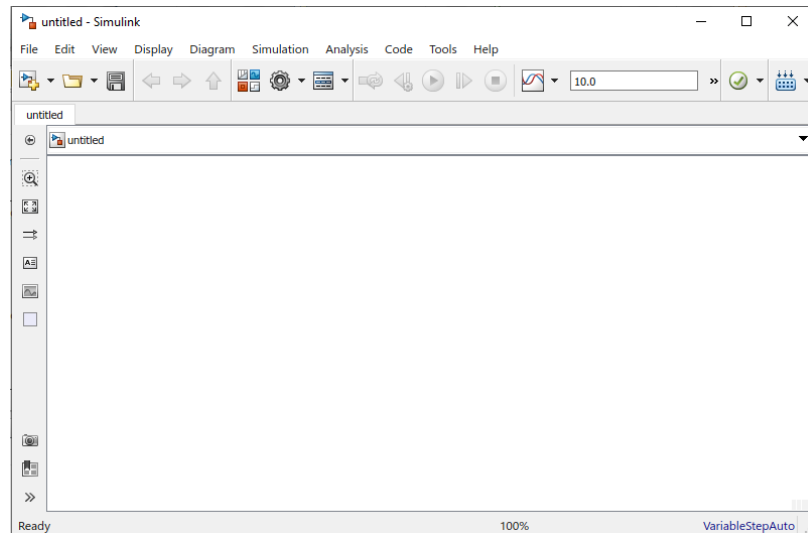 untitled - Simulink
File Edit View Display Diagram Simulation Analysis Code Tools Help
10.0 »
untitled
untitled
A
»
Ready 100% VariableStepAuto